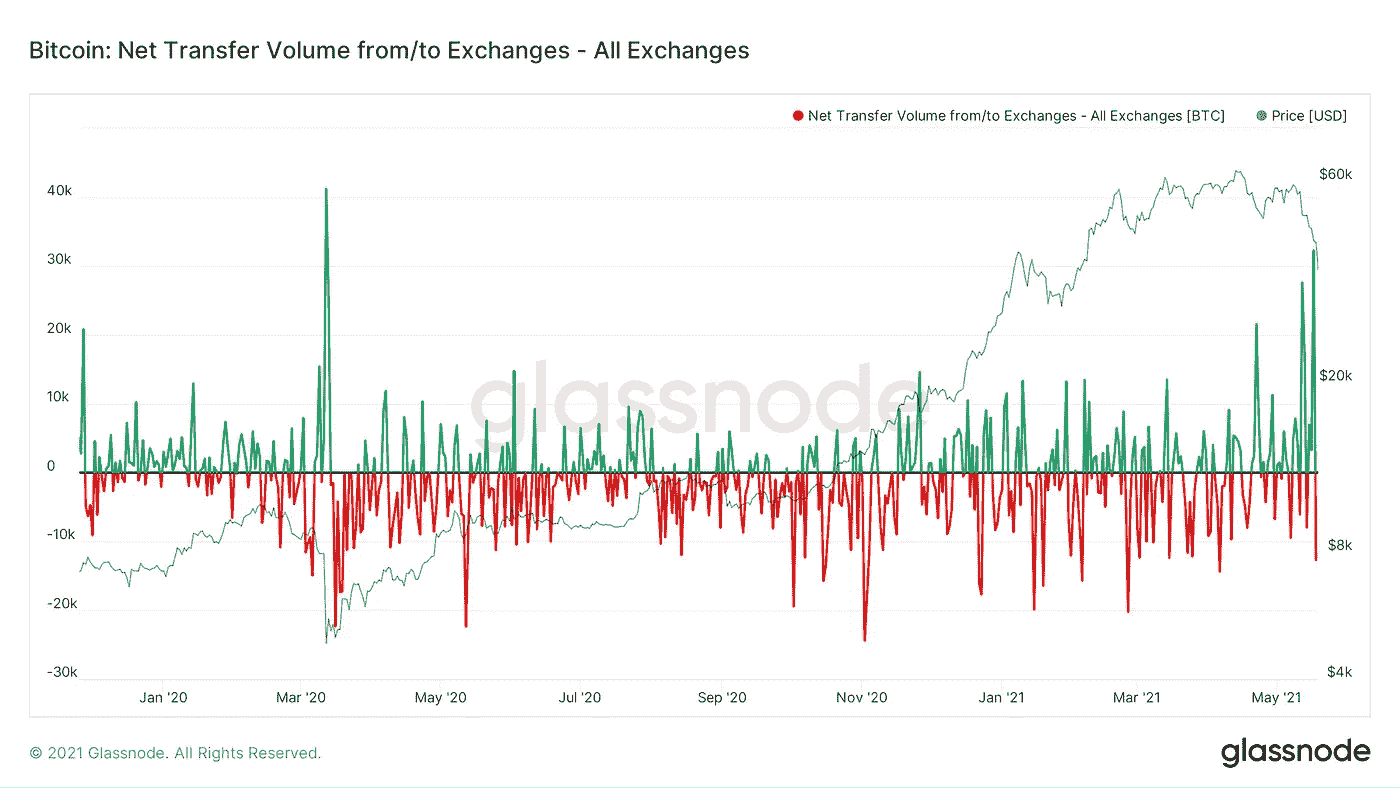 Bitcoin: Net Transfer Volume from/to Exchanges - All Exchanges
Net Transfer Volume from/to Exchanges - All Exchanges [BTC] Price [USD]
40k
30k
20k
10k
0
-10k
-20k
-30k
$60k
$20k
$8k
$4k
glassnode
Jan '20 Mar '20 May '20 Jul '20 Sep '20 Nov '20 Jan '21 Mar '21 May '21
© 2021 Glassnode. All Rights Reserved.
glassnode